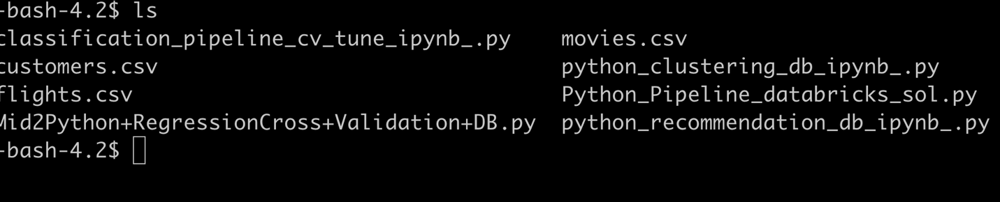 -bash-4.2$ ls
classification_pipeline_cv_tune_ipynb_.py movies.csv
customers.csv python_clustering_db_ipynb_.py
flights.csv Python_Pipeline_databricks_sol.py
Mid2Python+RegressionCross+Validation+DB.py python_recommendation_db_ipynb_.py
-bash-4.2$